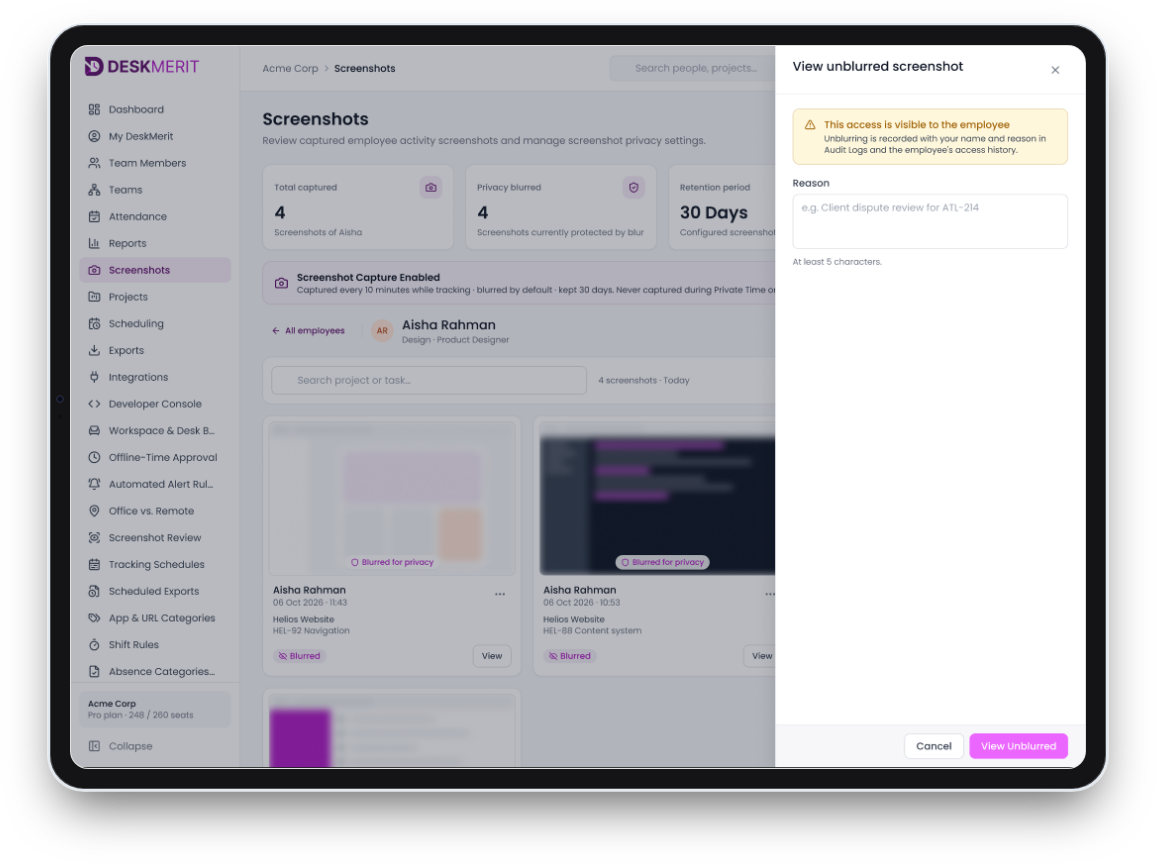 DESKMERIT
Dashboard
My DeskMerit
Team Members
Teams
Attendance
Reports
Screenshots
Projects
Scheduling
Exports
Integrations
Developer Console
Workspace & Desk B...
Offline-Time Approval
Automated Alert Rul...
Office vs. Remote
Screenshot Review
Tracking Schedules
Scheduled Exports
App & URL Categories
Shift Rules
Absence Categories...
Acme Corp
Pro plan · 248 / 260 seats
Collapse
Acme Corp > Screenshots
Search people, projects...
Screenshots
Review captured employee activity screenshots and manage screenshot privacy settings.
Total captured
4
Screenshots of Aisha
Privacy blurred
4
Screenshots currently protected by blur
Retention period
30 Days
Configured screenshot
Screenshot Capture Enabled
Captured every 10 minutes while tracking · blurred by default · kept 30 days. Never captured during Private Time or
← All employees
AR
Aisha Rahman
Design · Product Designer
Search project or task...
4 screenshots · Today
Blurred for privacy
Aisha Rahman
06 Oct 2026 · 11:43
Helios Website
HEL-92 Navigation
Blurred
View
Blurred for privacy
Aisha Rahman
06 Oct 2026 · 10:53
Helios Website
HEL-88 Content system
Blurred
View
View unblurred screenshot
This access is visible to the employee
Unblurring is recorded with your name and reason in
Audit Logs and the employee's access history.
Reason
e.g. Client dispute review for ATL-214
At least 5 characters.
Cancel
View Unblurred